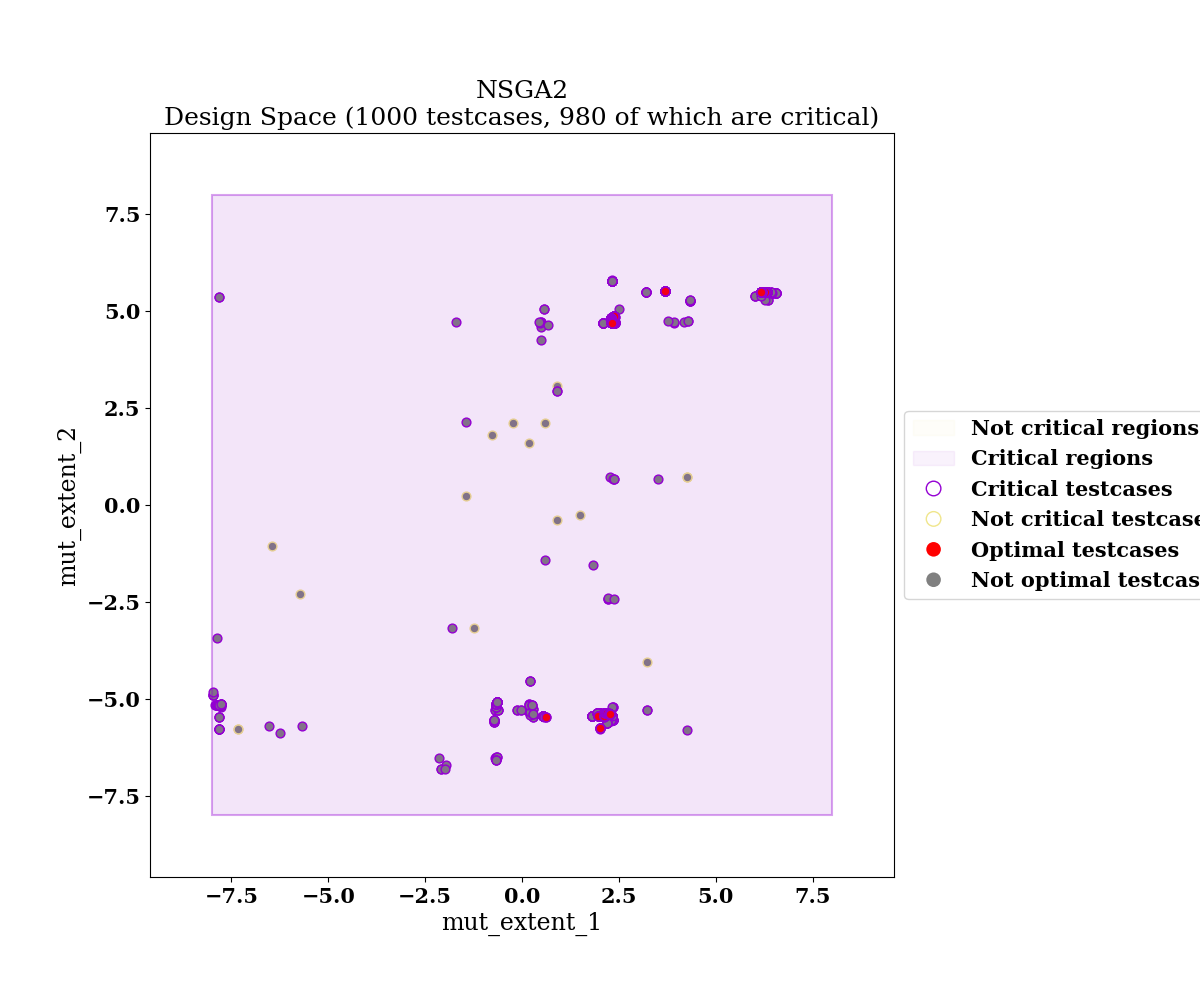 NSGA2
Design Space (1000 testcases, 980 of which are critical)
7.5
5.0
2.5
0.0
−2.5
−5.0
−7.5
mut_extent_2
−7.5 −5.0 −2.5 0.0 2.5 5.0 7.5
mut_extent_1
Not critical regions
Critical regions
Critical testcases
Not critical testcase
Optimal testcases
Not optimal testcas